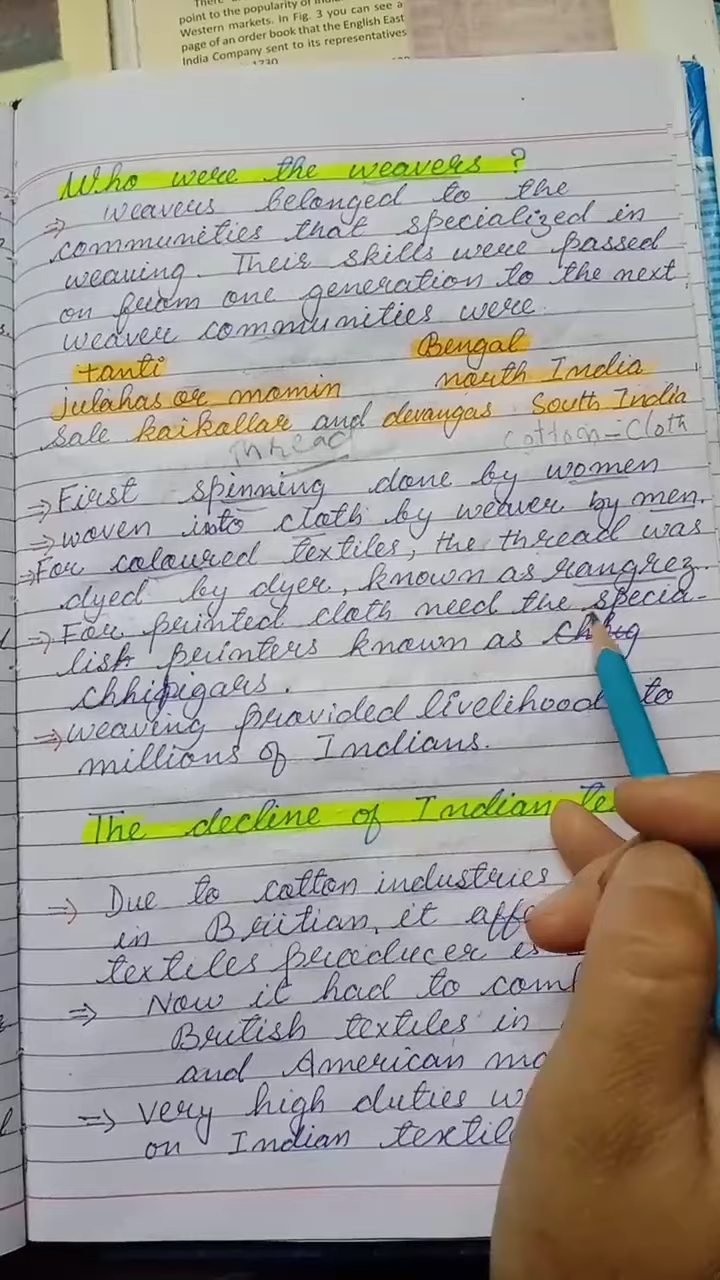 point to the popularity of
Western markets. In Fig. 3 you can see a
page of an order book that the English East
India Company sent to its representatives
Who were the weavers ?
⇒ weavers belonged to the
communities that specialized in
weaving. Their skills were passed
on from one generation to the next
weaver communities were.
tanti Bengal
julahas or momin north India
Sale kaikallar and devangas South India
Thread Cotton=Cloth
⇒ First spinning done by women
⇒ woven into cloth by weaver by men.
⇒ For coloured textiles, the thread was
dyed by dyer, known as rangrez.
⇒ For printed cloth need the specia-
list printers known as
chhipigars.
⇒ weaving provided livelihood to
millions of Indians.
The decline of Indian te
⇒ Due to cotton industries
in Britian, it aff
textiles producer
⇒ Now it had to com
British textiles in
and American ma
⇒ very high duties w
on Indian textil